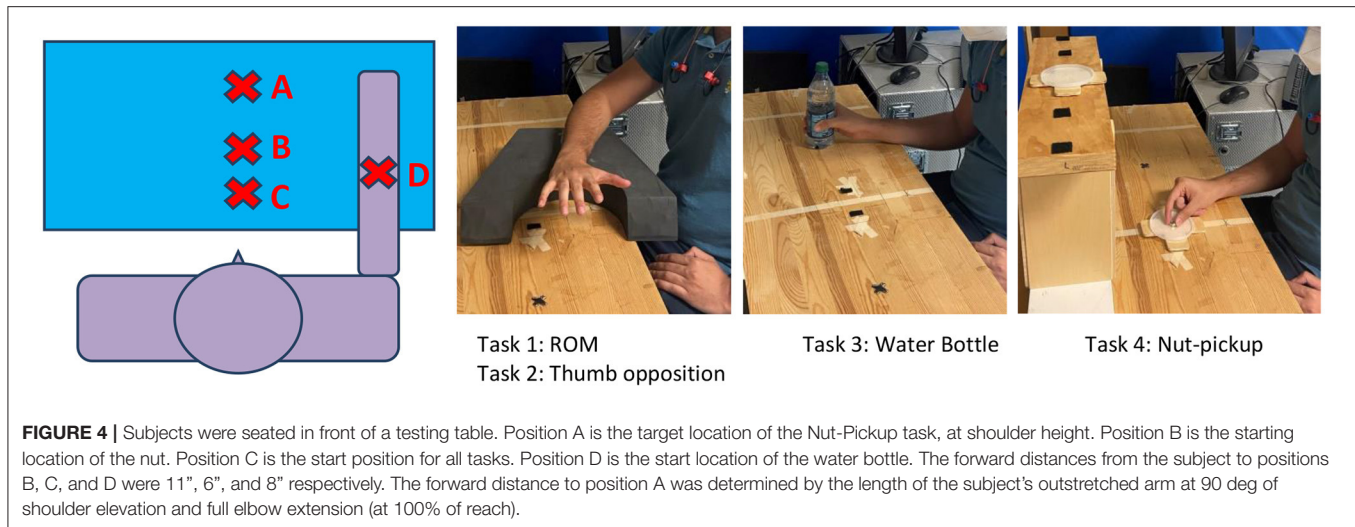 A
B
C
D
Task 1: ROM
Task 2: Thumb opposition
Task 3: Water Bottle
Task 4: Nut-pickup
FIGURE 4 | Subjects were seated in front of a testing table. Position A is the target location of the Nut-Pickup task, at shoulder height. Position B is the starting
location of the nut. Position C is the start position for all tasks. Position D is the start location of the water bottle. The forward distances from the subject to positions
B, C, and D were 11”, 6”, and 8” respectively. The forward distance to position A was determined by the length of the subject’s outstretched arm at 90 deg of
shoulder elevation and full elbow extension (at 100% of reach).